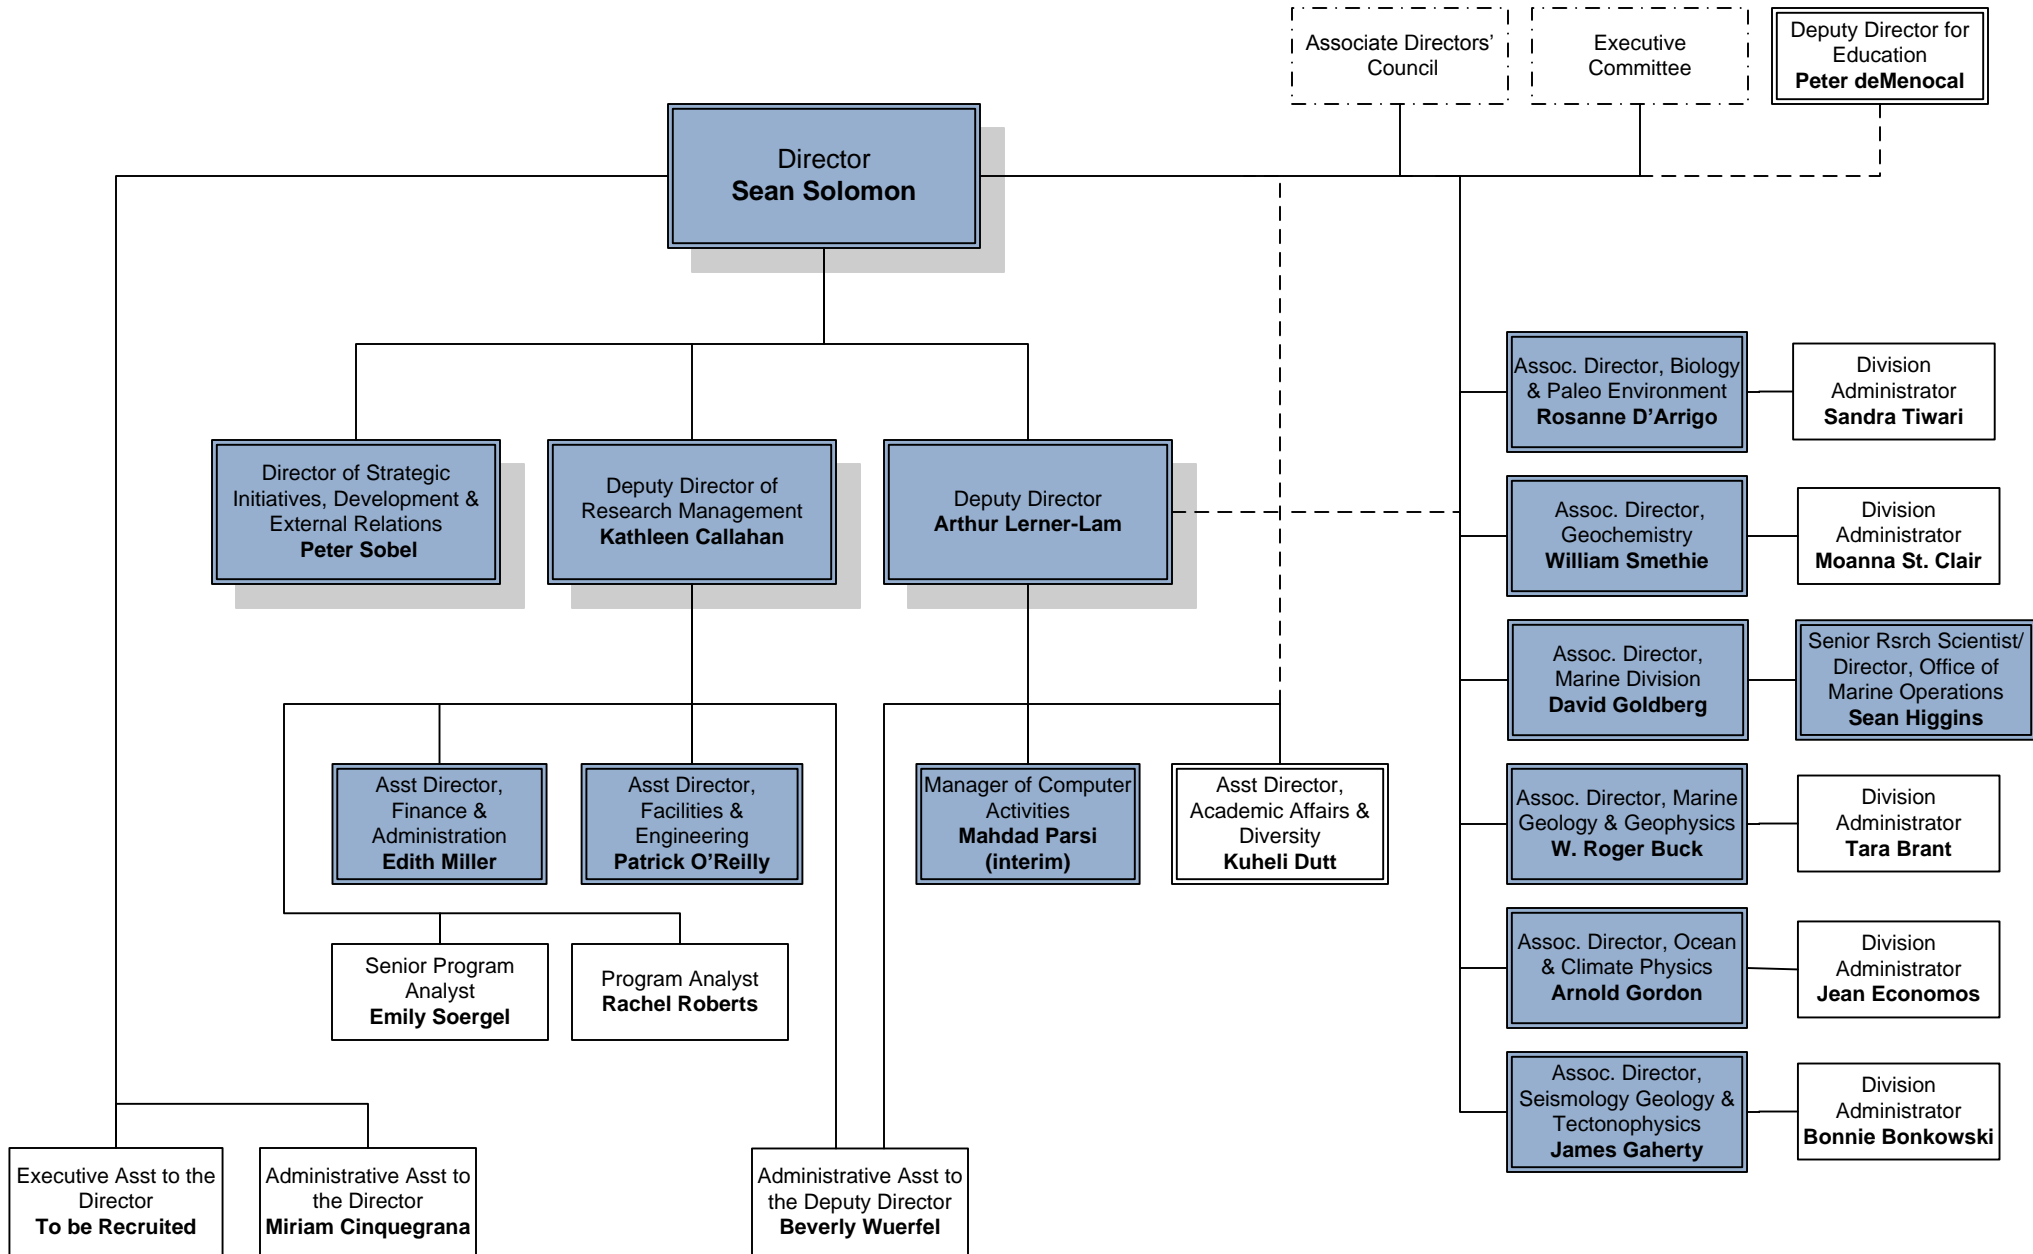 Associate Directors'
Council
Executive
Committee
Deputy Director for
Education
Peter deMenocal
Director
Sean Solomon
Director of Strategic
Initiatives, Development &
External Relations
Peter Sobel
Deputy Director of
Research Management
Kathleen Callahan
Deputy Director
Arthur Lerner-Lam
Assoc. Director, Biology
& Paleo Environment
Rosanne D'Arrigo
Division
Administrator
Sandra Tiwari
Assoc. Director,
Geochemistry
William Smethie
Division
Administrator
Moanna St. Clair
Assoc. Director,
Marine Division
David Goldberg
Senior Rsrch Scientist/
Director, Office of
Marine Operations
Sean Higgins
Asst Director,
Finance &
Administration
Edith Miller
Asst Director,
Facilities &
Engineering
Patrick O'Reilly
Manager of Computer
Activities
Mahdad Parsi
(interim)
Asst Director,
Academic Affairs &
Diversity
Kuheli Dutt
Assoc. Director, Marine
Geology & Geophysics
W. Roger Buck
Division
Administrator
Tara Brant
Senior Program
Analyst
Emily Soergel
Program Analyst
Rachel Roberts
Assoc. Director, Ocean
& Climate Physics
Arnold Gordon
Division
Administrator
Jean Economos
Assoc. Director,
Seismology Geology &
Tectonophysics
James Gaherty
Division
Administrator
Bonnie Bonkowski
Executive Asst to the
Director
To be Recruited
Administrative Asst to
the Director
Miriam Cinquegrana
Administrative Asst to
the Deputy Director
Beverly Wuerfel